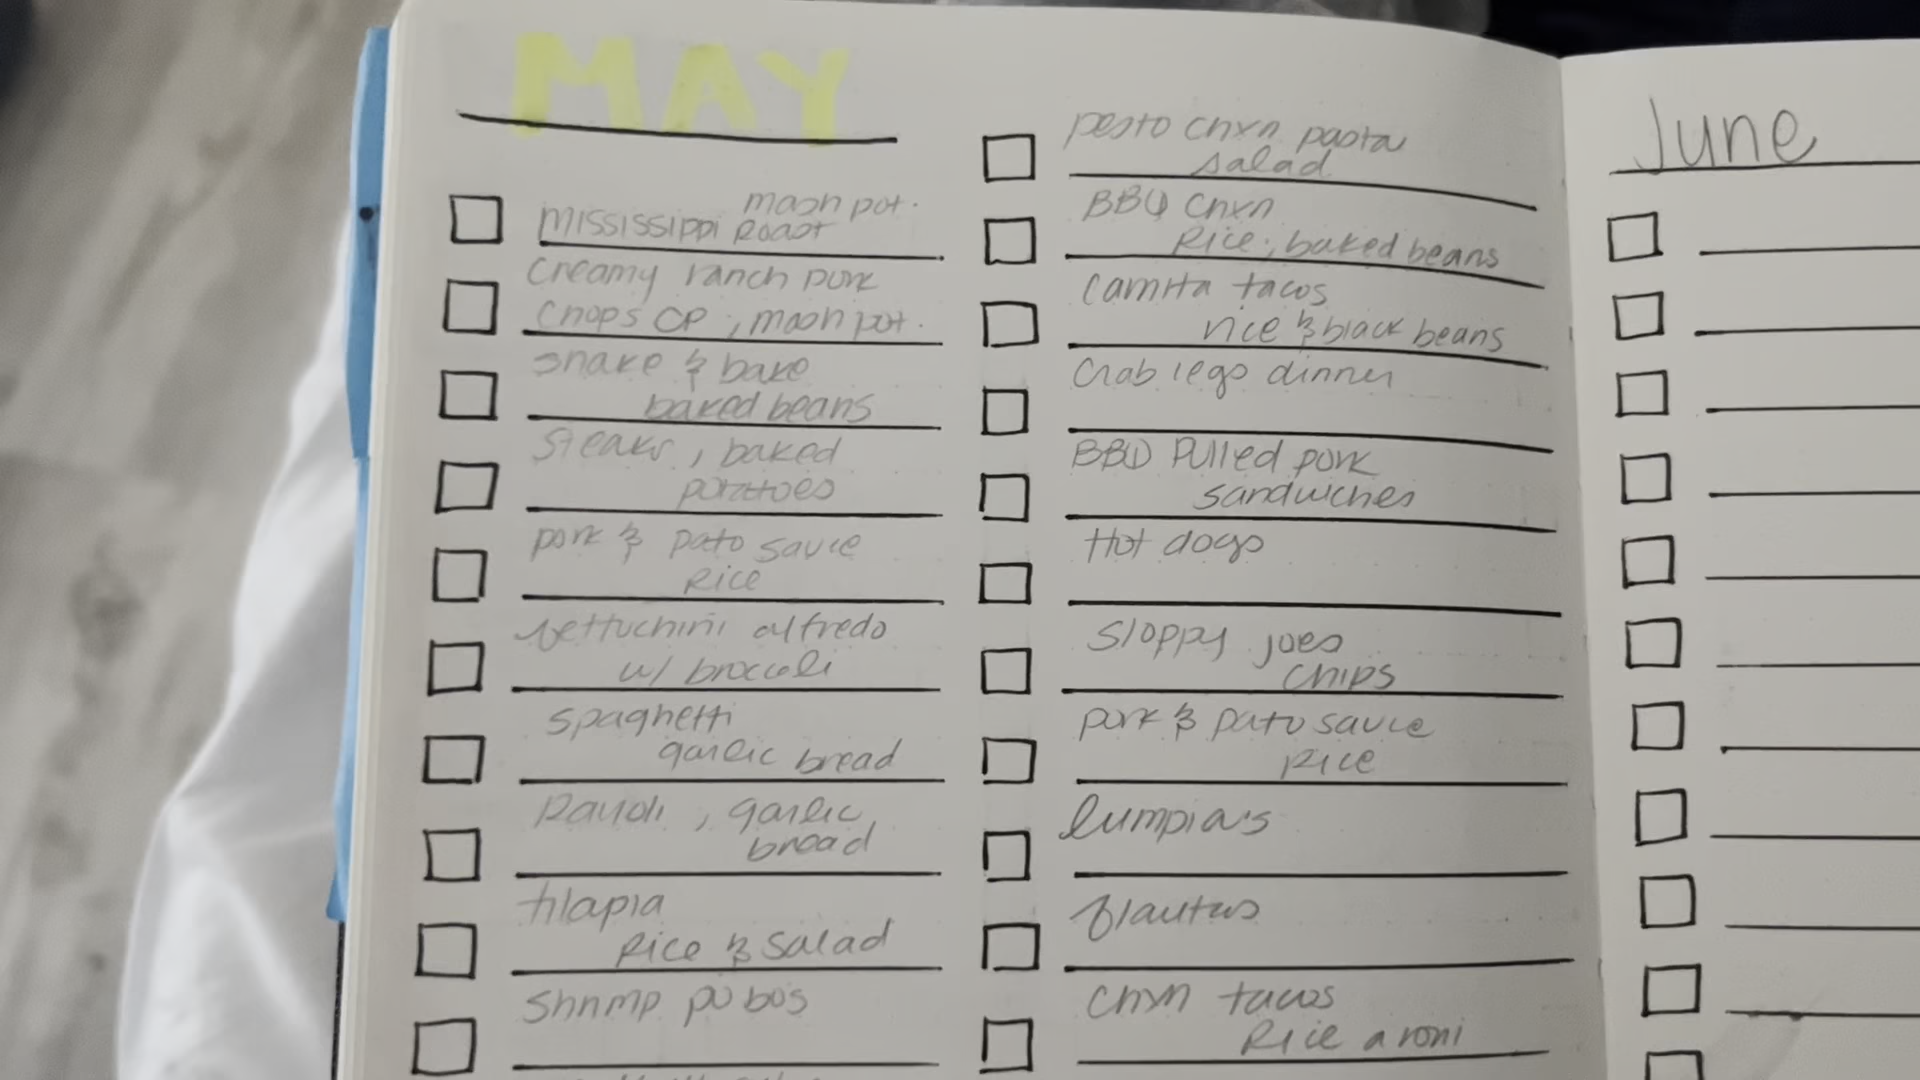 MAY
mash pot.
Mississippi Roast
Creamy ranch pork
Chops CP, mash pot.
Shake & bake
baked beans
Steaks, baked
potatoes
pork & pato sauce
Rice
fettuchini alfredo
w/ broccoli
Spaghetti
garlic bread
Ravioli, garlic
bread
tilapia
Rice & Salad
Shrimp po bos
pesto chxn pasta
salad
BBQ Chxn
Rice, baked beans
Carnita tacos
rice & black beans
Crab legs dinner
BBQ Pulled pork
Sandwiches
Hot dogs
Sloppy joes
Chips
pork & pato sauce
Rice
lumpia's
flautas
Chxn tacos
Rice a roni
June